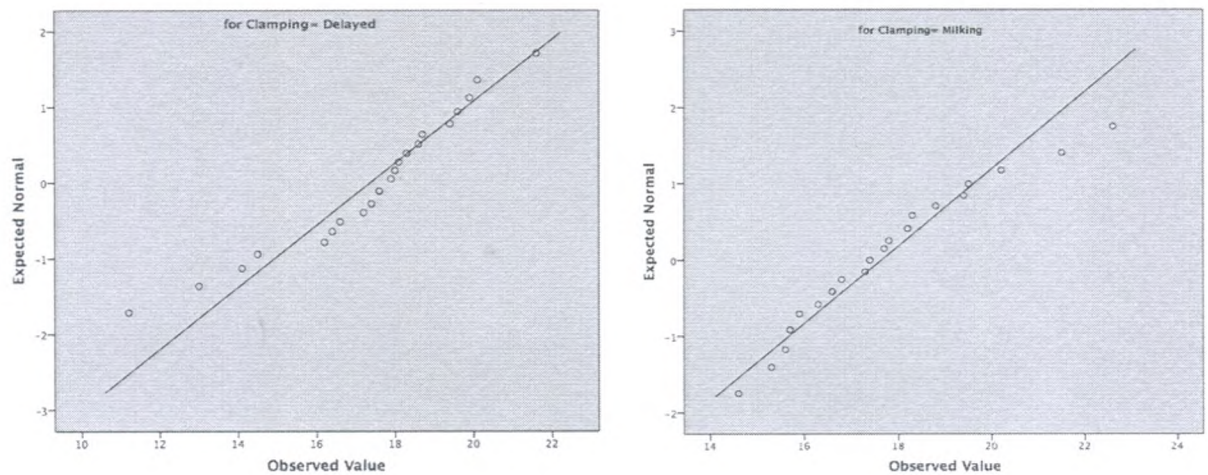 for Clamping= Delayed
2
1
0
-1
-2
-3
Expected Normal
10 12 14 16 18 20 22
Observed Value
for Clamping= Milking
3
2
1
0
-1
-2
Expected Normal
14 16 18 20 22 24
Observed Value